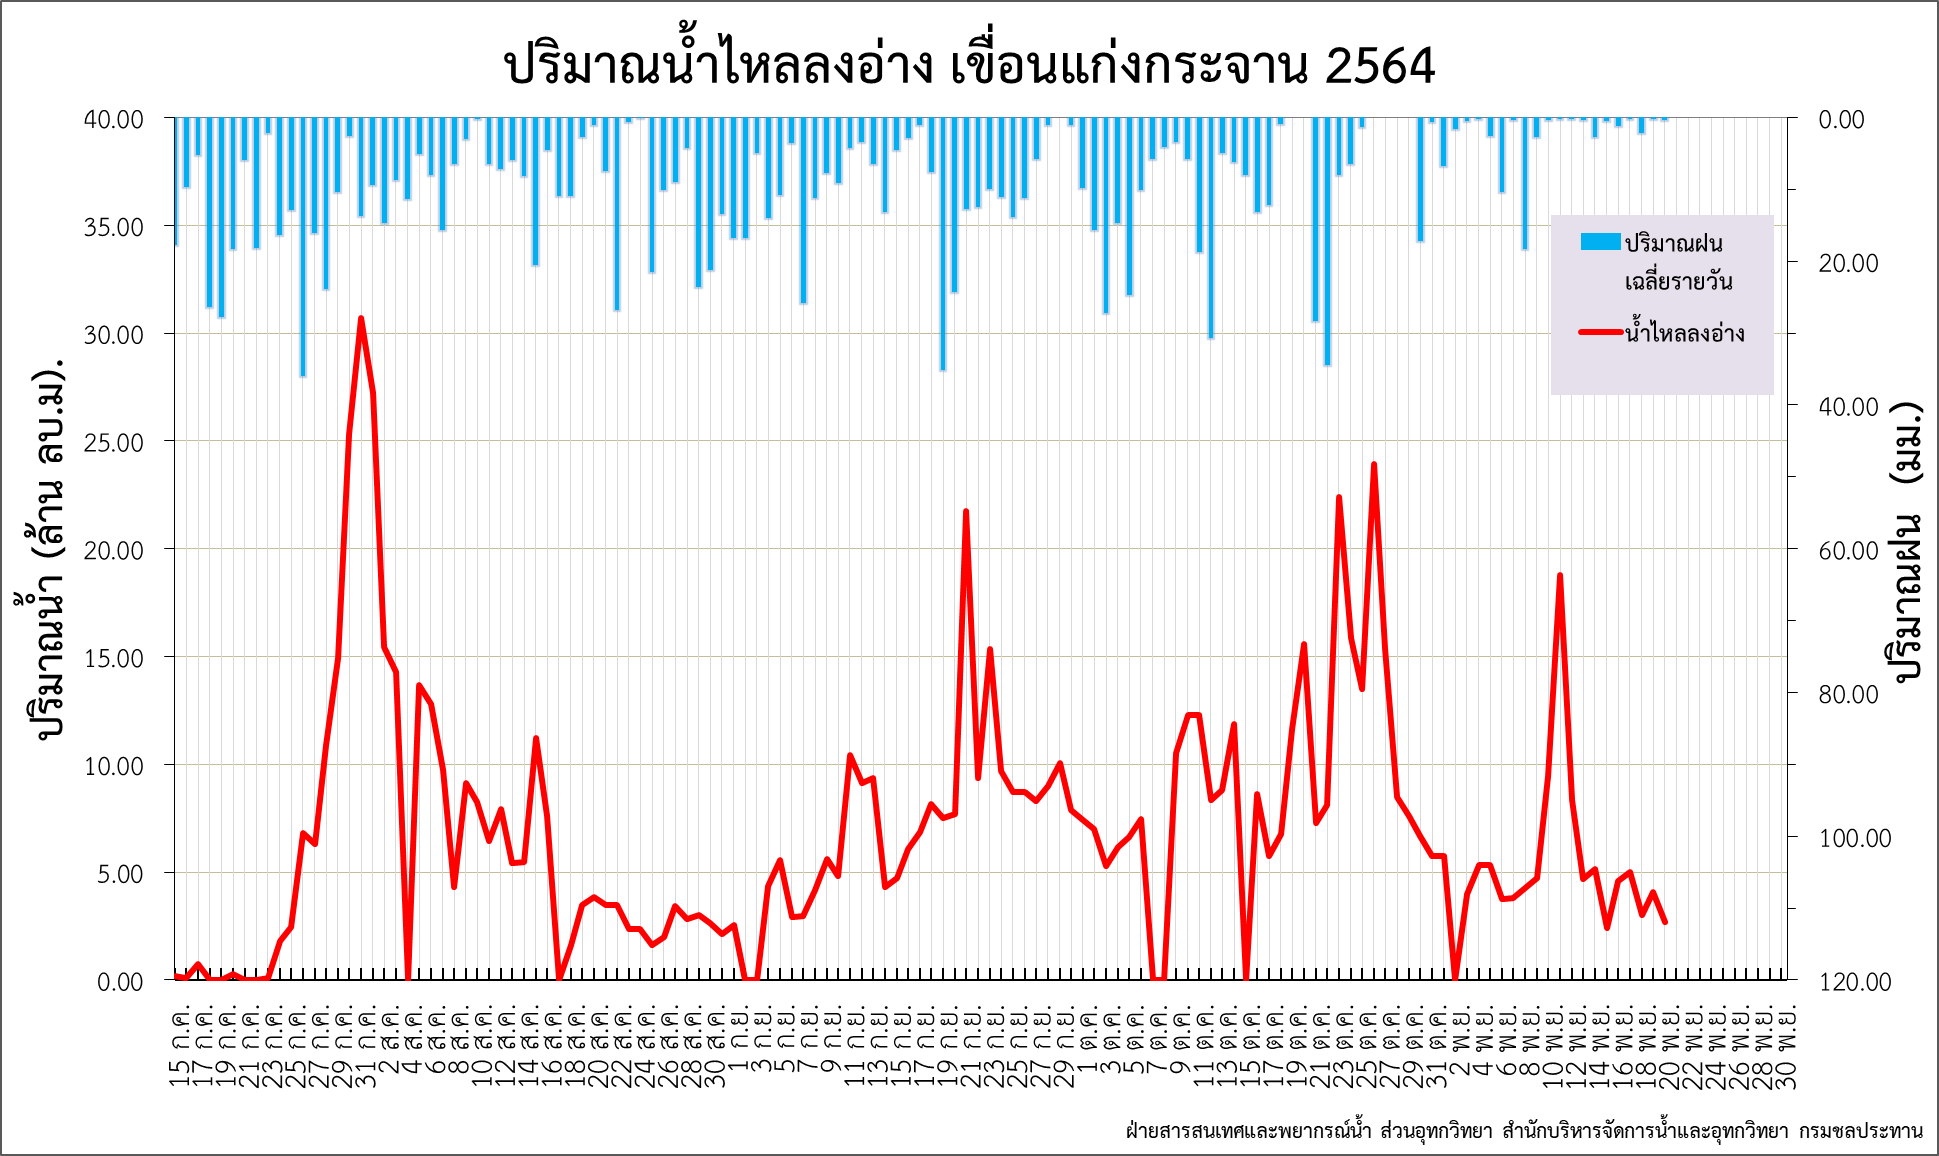 ปริมาณน้ำไหลลงอ่าง เขื่อนแก่งกระจาน 2564
ปริมาณน้ำ (ล้าน ลบ.ม).
40.00
35.00
30.00
25.00
20.00
15.00
10.00
5.00
0.00
0.00
20.00
40.00
60.00
80.00
100.00
120.00
ปริมาณฝน (มม.)
ปริมาณฝน
เฉลี่ยรายวัน
น้ำไหลลงอ่าง
15 ก.ค.
17 ก.ค.
19 ก.ค.
21 ก.ค.
23 ก.ค.
25 ก.ค.
27 ก.ค.
29 ก.ค.
31 ก.ค.
2 ส.ค.
4 ส.ค.
6 ส.ค.
8 ส.ค.
10 ส.ค.
12 ส.ค.
14 ส.ค.
16 ส.ค.
18 ส.ค.
20 ส.ค.
22 ส.ค.
24 ส.ค.
26 ส.ค.
28 ส.ค.
30 ส.ค.
1 ก.ย.
3 ก.ย.
5 ก.ย.
7 ก.ย.
9 ก.ย.
11 ก.ย.
13 ก.ย.
15 ก.ย.
17 ก.ย.
19 ก.ย.
21 ก.ย.
23 ก.ย.
25 ก.ย.
27 ก.ย.
29 ก.ย.
1 ต.ค.
3 ต.ค.
5 ต.ค.
7 ต.ค.
9 ต.ค.
11 ต.ค.
13 ต.ค.
15 ต.ค.
17 ต.ค.
19 ต.ค.
21 ต.ค.
23 ต.ค.
25 ต.ค.
27 ต.ค.
29 ต.ค.
31 ต.ค.
2 พ.ย.
4 พ.ย.
6 พ.ย.
8 พ.ย.
10 พ.ย.
12 พ.ย.
14 พ.ย.
16 พ.ย.
18 พ.ย.
20 พ.ย.
22 พ.ย.
24 พ.ย.
26 พ.ย.
28 พ.ย.
30 พ.ย.
ฝ่ายสารสนเทศและพยากรณ์น้ำ ส่วนอุทกวิทยา สำนักบริหารจัดการน้ำและอุทกวิทยา กรมชลประทาน